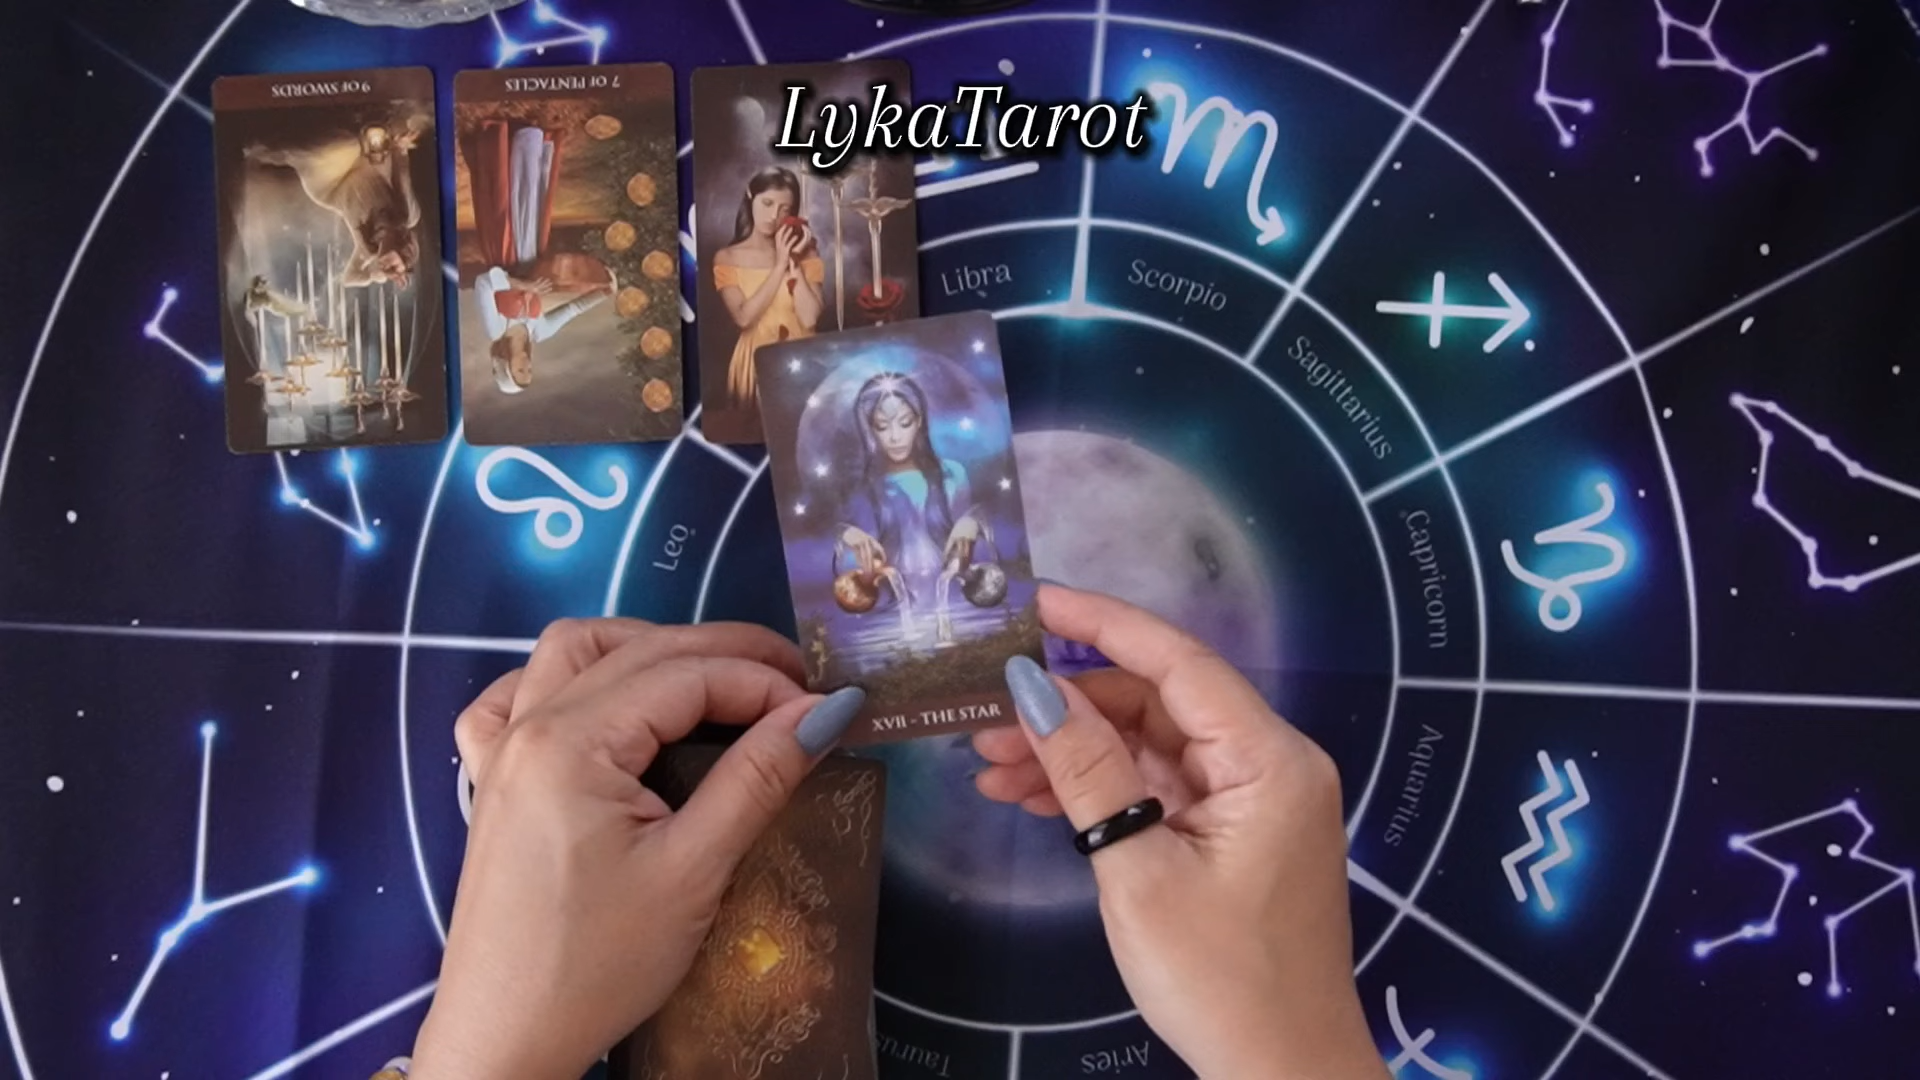 9 OF SWORDS
7 OF PENTACLES
LykaTarot
Libra
Scorpio
Sagittarius
Capricorn
Leo
Aquarius
XVII - THE STAR
Taurus
Aries